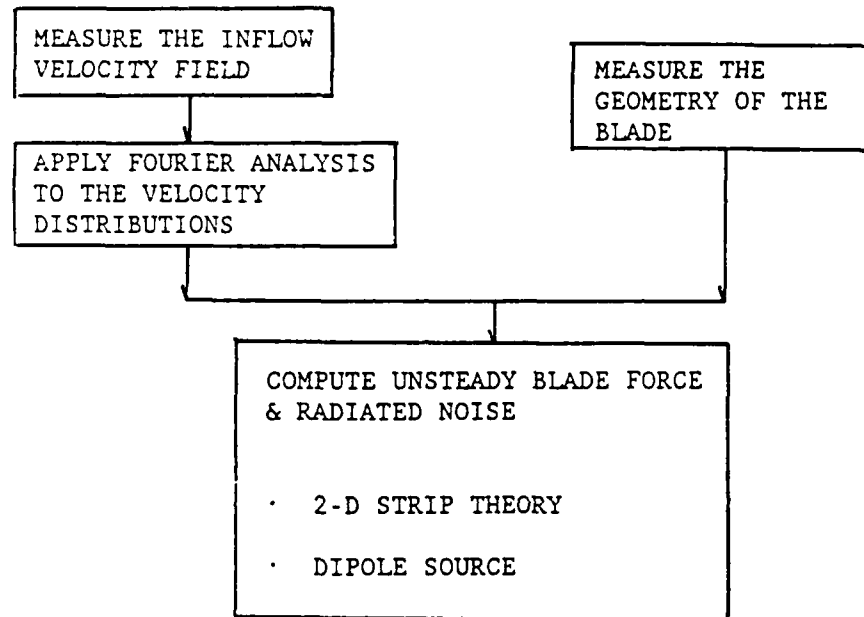 MEASURE THE INFLOW
VELOCITY FIELD
MEASURE THE
GEOMETRY OF THE
BLADE
APPLY FOURIER ANALYSIS
TO THE VELOCITY
DISTRIBUTIONS
COMPUTE UNSTEADY BLADE FORCE
& RADIATED NOISE
· 2-D STRIP THEORY
· DIPOLE SOURCE